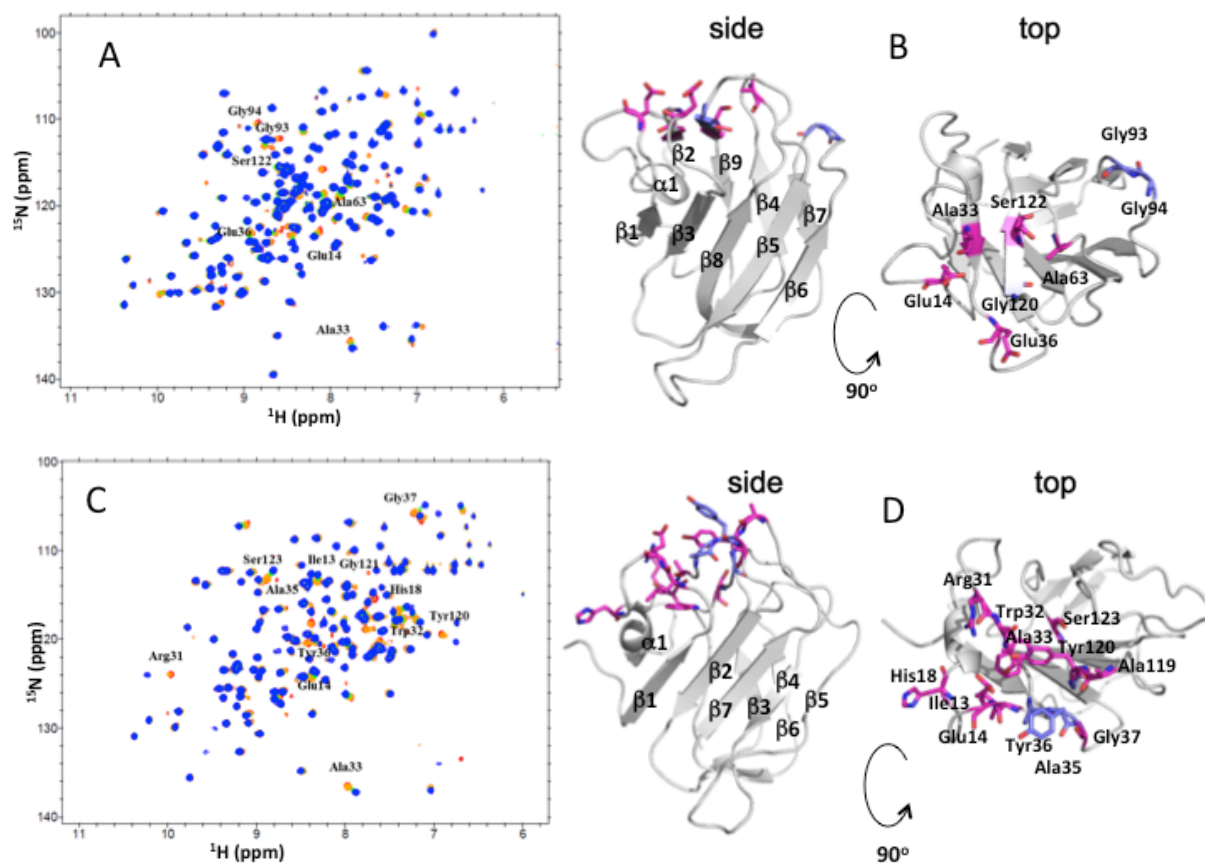 A
100
110
120
130
140
¹⁵N (ppm)
Gly94
Gly93
Ser122
Ala63
Glu36
Glu14
Ala33
11
10
9
8
7
6
¹H (ppm)
side
β2
β9
α1
β4
β7
β1
β3
β5
β8
β6
90°
B
top
Gly93
Ser122
Ala33
Gly94
Ala63
Glu14
Gly120
Glu36
C
100
110
120
130
140
¹⁵N (ppm)
Gly37
Ser123
Ile13
Gly121
Ala35
His18
Tyr120
Trp32
Tyr36
Arg31
Glu14
Ala33
10
9
8
7
6
¹H (ppm)
side
α1
β2
β1
β4
β5
β7
β3
β6
90°
D
top
Arg31
Trp32
Ser123
Ala33
Tyr120
Ala119
His18
Ile13
Glu14
Gly37
Tyr36
Ala35